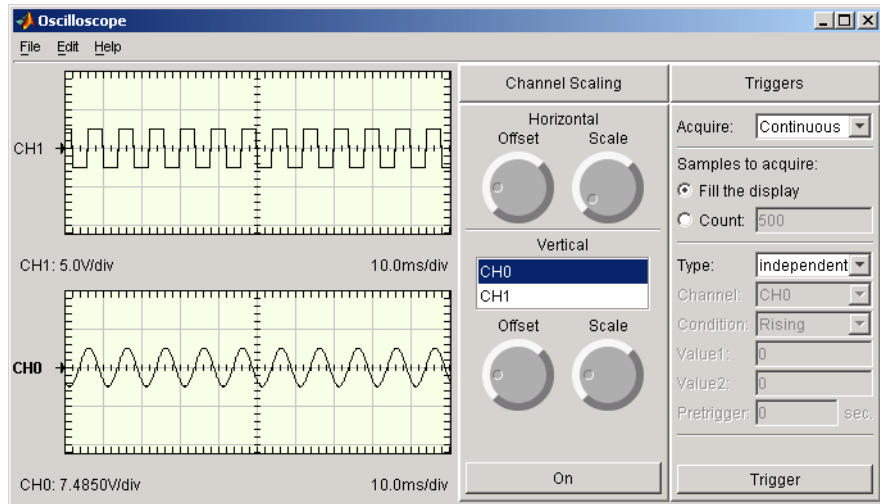 Oscilloscope
File Edit Help
CH1
CH1: 5.0V/div 10.0ms/div
CH0
CH0: 7.4850V/div 10.0ms/div
Channel Scaling
Horizontal
Offset Scale
Vertical
CH0
CH1
Offset Scale
On
Triggers
Acquire: Continuous
Samples to acquire:
Fill the display
Count: 500
Type: independent
Channel: CH0
Condition: Rising
Value1: 0
Value2: 0
Pretrigger: 0 sec.
Trigger